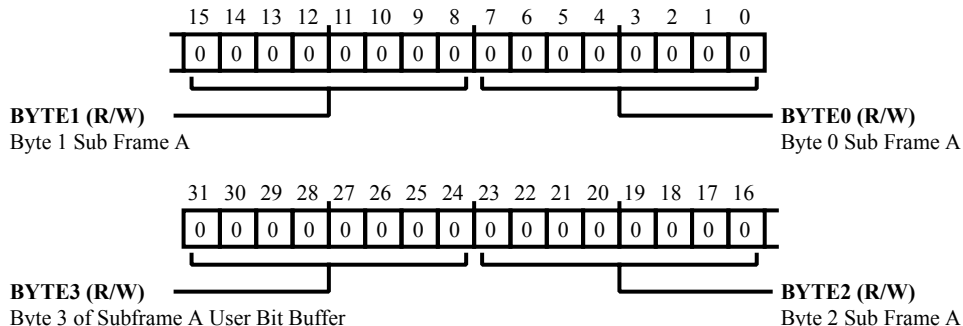 15 14 13 12 11 10 9 8 7 6 5 4 3 2 1 0
0 0 0 0 0 0 0 0 0 0 0 0 0 0 0 0
BYTE1 (R/W) BYTE0 (R/W)
Byte 1 Sub Frame A Byte 0 Sub Frame A
31 30 29 28 27 26 25 24 23 22 21 20 19 18 17 16
0 0 0 0 0 0 0 0 0 0 0 0 0 0 0 0
BYTE3 (R/W) BYTE2 (R/W)
Byte 3 of Subframe A User Bit Buffer Byte 2 Sub Frame A